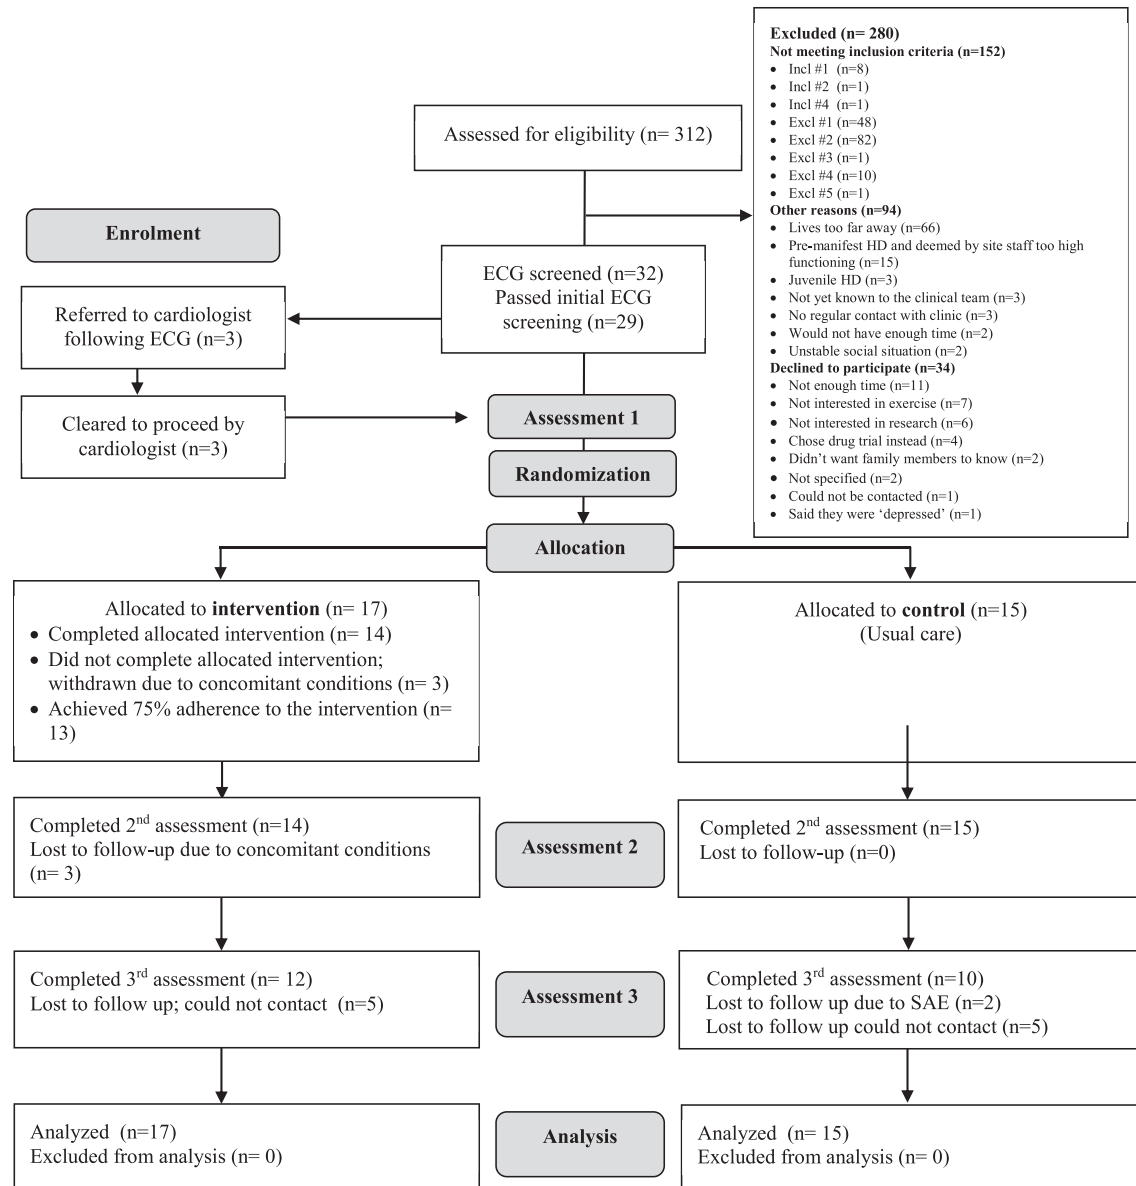 Assessed for eligibility (n= 312)
Excluded (n= 280)
Not meeting inclusion criteria (n=152)
• Incl #1 (n=8)
• Incl #2 (n=1)
• Incl #4 (n=1)
• Excl #1 (n=48)
• Excl #2 (n=82)
• Excl #3 (n=1)
• Excl #4 (n=10)
• Excl #5 (n=1)
Other reasons (n=94)
• Lives too far away (n=66)
• Pre-manifest HD and deemed by site staff too high
functioning (n=15)
• Juvenile HD (n=3)
• Not yet known to the clinical team (n=3)
• No regular contact with clinic (n=3)
• Would not have enough time (n=2)
• Unstable social situation (n=2)
Declined to participate (n=34)
• Not enough time (n=11)
• Not interested in exercise (n=7)
• Not interested in research (n=6)
• Chose drug trial instead (n=4)
• Didn't want family members to know (n=2)
• Not specified (n=2)
• Could not be contacted (n=1)
• Said they were 'depressed' (n=1)
Enrolment
ECG screened (n=32)
Passed initial ECG
screening (n=29)
Referred to cardiologist
following ECG (n=3)
Cleared to proceed by
cardiologist (n=3)
Assessment 1
Randomization
Allocation
Allocated to intervention (n= 17)
• Completed allocated intervention (n= 14)
• Did not complete allocated intervention;
withdrawn due to concomitant conditions (n= 3)
• Achieved 75% adherence to the intervention (n=
13)
Allocated to control (n=15)
(Usual care)
Completed 2nd assessment (n=14)
Lost to follow-up due to concomitant conditions
(n= 3)
Assessment 2
Completed 2nd assessment (n=15)
Lost to follow-up (n=0)
Completed 3rd assessment (n= 12)
Lost to follow up; could not contact (n=5)
Assessment 3
Completed 3rd assessment (n=10)
Lost to follow up due to SAE (n=2)
Lost to follow up could not contact (n=5)
Analyzed (n=17)
Excluded from analysis (n= 0)
Analysis
Analyzed (n= 15)
Excluded from analysis (n= 0)